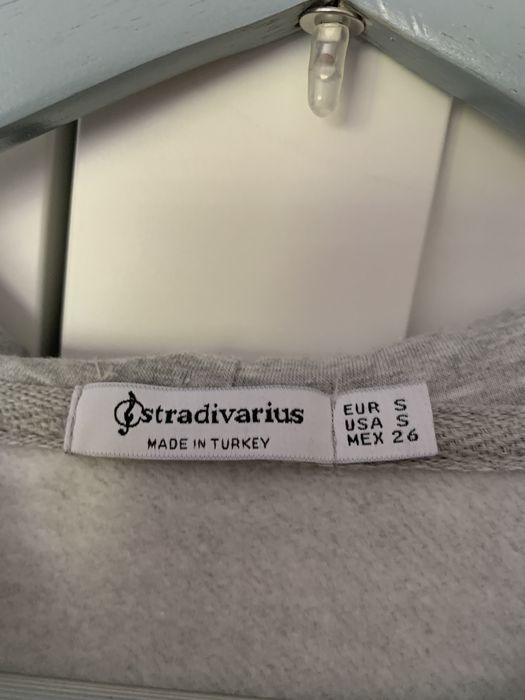 stradivarius
MADE IN TURKEY
EUR S
USA S
MEX 26